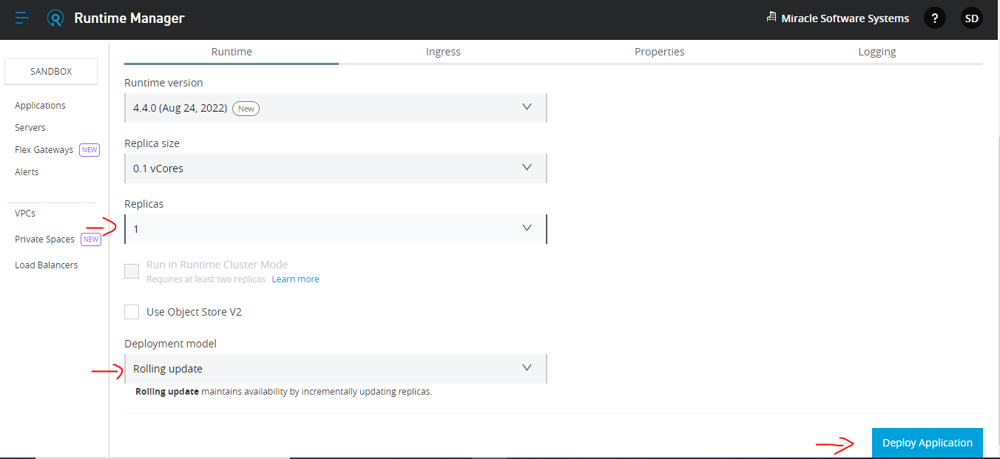 Runtime Manager
Miracle Software Systems
?
SD
SANDBOX
Applications
Servers
Flex Gateways NEW
Alerts
VPCs
Private Spaces NEW
Load Balancers
Runtime
Ingress
Properties
Logging
Runtime version
4.4.0 (Aug 24, 2022) New
Replica size
0.1 vCores
Replicas
1
Run in Runtime Cluster Mode
Requires at least two replicas. Learn more
Use Object Store V2
Deployment model
Rolling update
Rolling update maintains availability by incrementally updating replicas.
Deploy Application